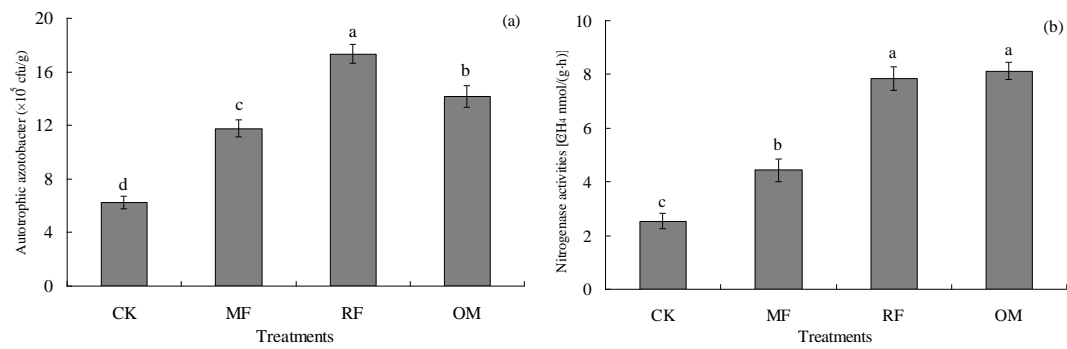 (a)
Autotrophic azotobacter (×10⁵ cfu/g)
20
16
12
8
4
0
d
c
a
b
CK MF RF OM
Treatments
(b)
Nitrogenase activities [C₂H₄ nmol/(g·h)]
10
8
6
4
2
0
c
b
a
a
CK MF RF OM
Treatments